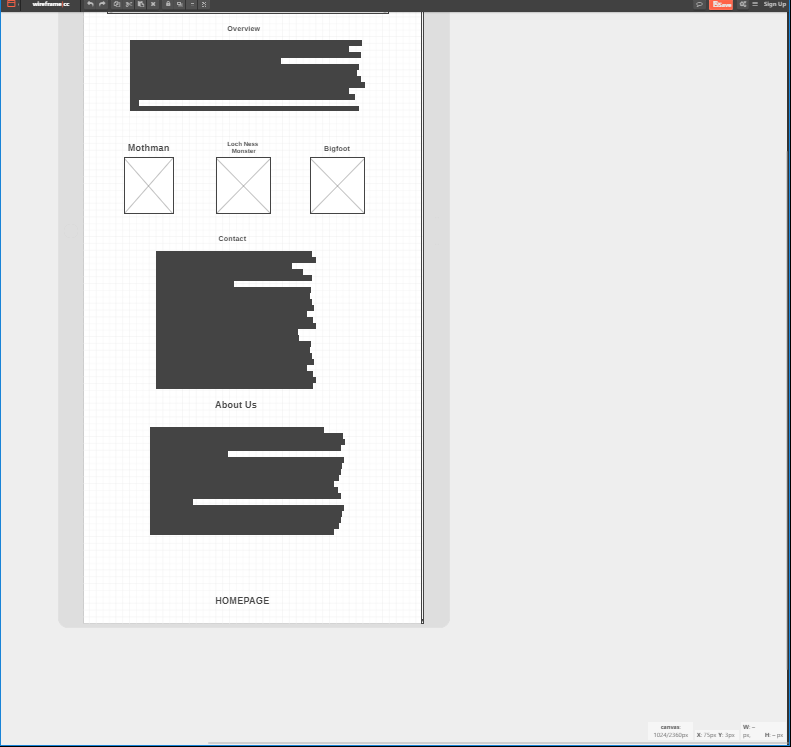 wireframe.cc
Save
Sign Up
Overview
Mothman
Loch Ness
Monster
Bigfoot
Contact
About Us
HOMEPAGE
canvas:
1024/2360px
X: 75px Y: 3px
W: –
px,
H: – px